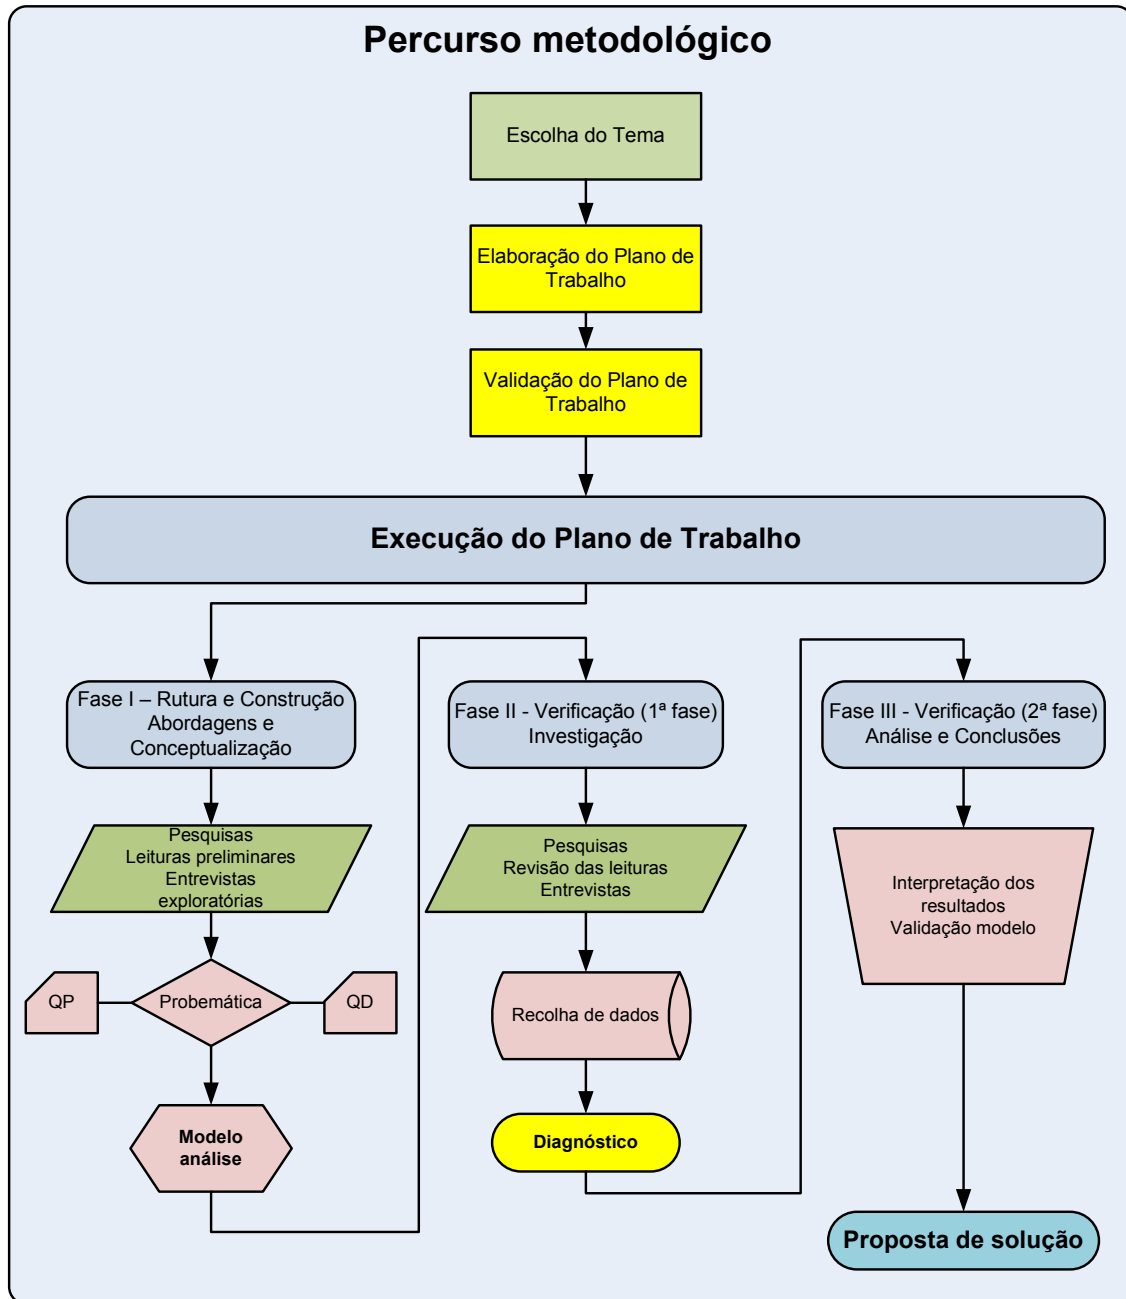 Percurso metodológico
Escolha do Tema
Elaboração do Plano de
Trabalho
Validação do Plano de
Trabalho
Execução do Plano de Trabalho
Fase I – Rutura e Construção
Abordagens e
Conceptualização
Pesquisas
Leituras preliminares
Entrevistas
exploratórias
QP
Probemática
QD
Modelo
análise
Fase II - Verificação (1ª fase)
Investigação
Pesquisas
Revisão das leituras
Entrevistas
Recolha de dados
Diagnóstico
Fase III - Verificação (2ª fase)
Análise e Conclusões
Interpretação dos
resultados
Validação modelo
Proposta de solução